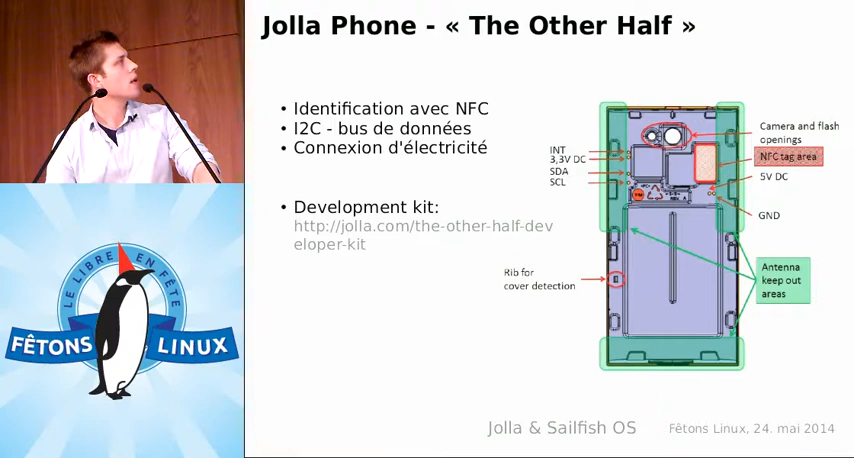 Jolla Phone - « The Other Half »
• Identification avec NFC
• I2C - bus de données
• Connexion d'électricité
• Development kit:
http://jolla.com/the-other-half-dev
eloper-kit
Camera and flash
openings
NFC tag area
5V DC
GND
INT
3,3V DC
SDA
SCL
Rib for
cover detection
Antenna
keep out
areas
LE LIBRE EN FÊTE
FÊTONS LINUX
Jolla & Sailfish OS
Fêtons Linux, 24. mai 2014